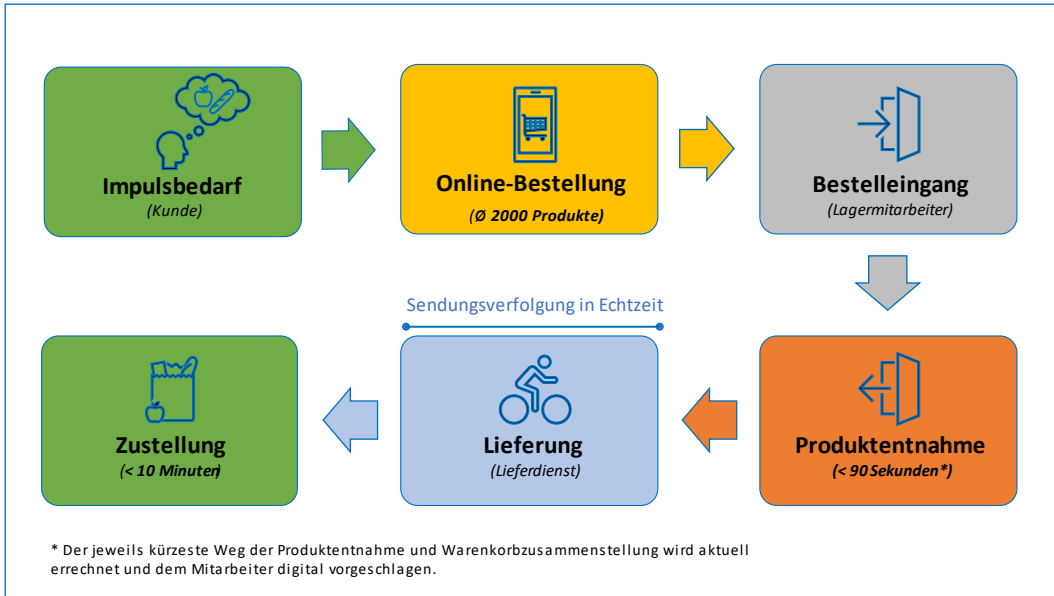 Impulsbedarf
(Kunde)
Online-Bestellung
(Ø 2000 Produkte)
Bestelleingang
(Lagermitarbeiter)
Sendungsverfolgung in Echtzeit
Zustellung
(< 10 Minuten)
Lieferung
(Lieferdienst)
Produktentnahme
(< 90 Sekunden*)
* Der jeweils kürzeste Weg der Produktentnahme und Warenkorbzusammenstellung wird aktuell
errechnet und dem Mitarbeiter digital vorgeschlagen.